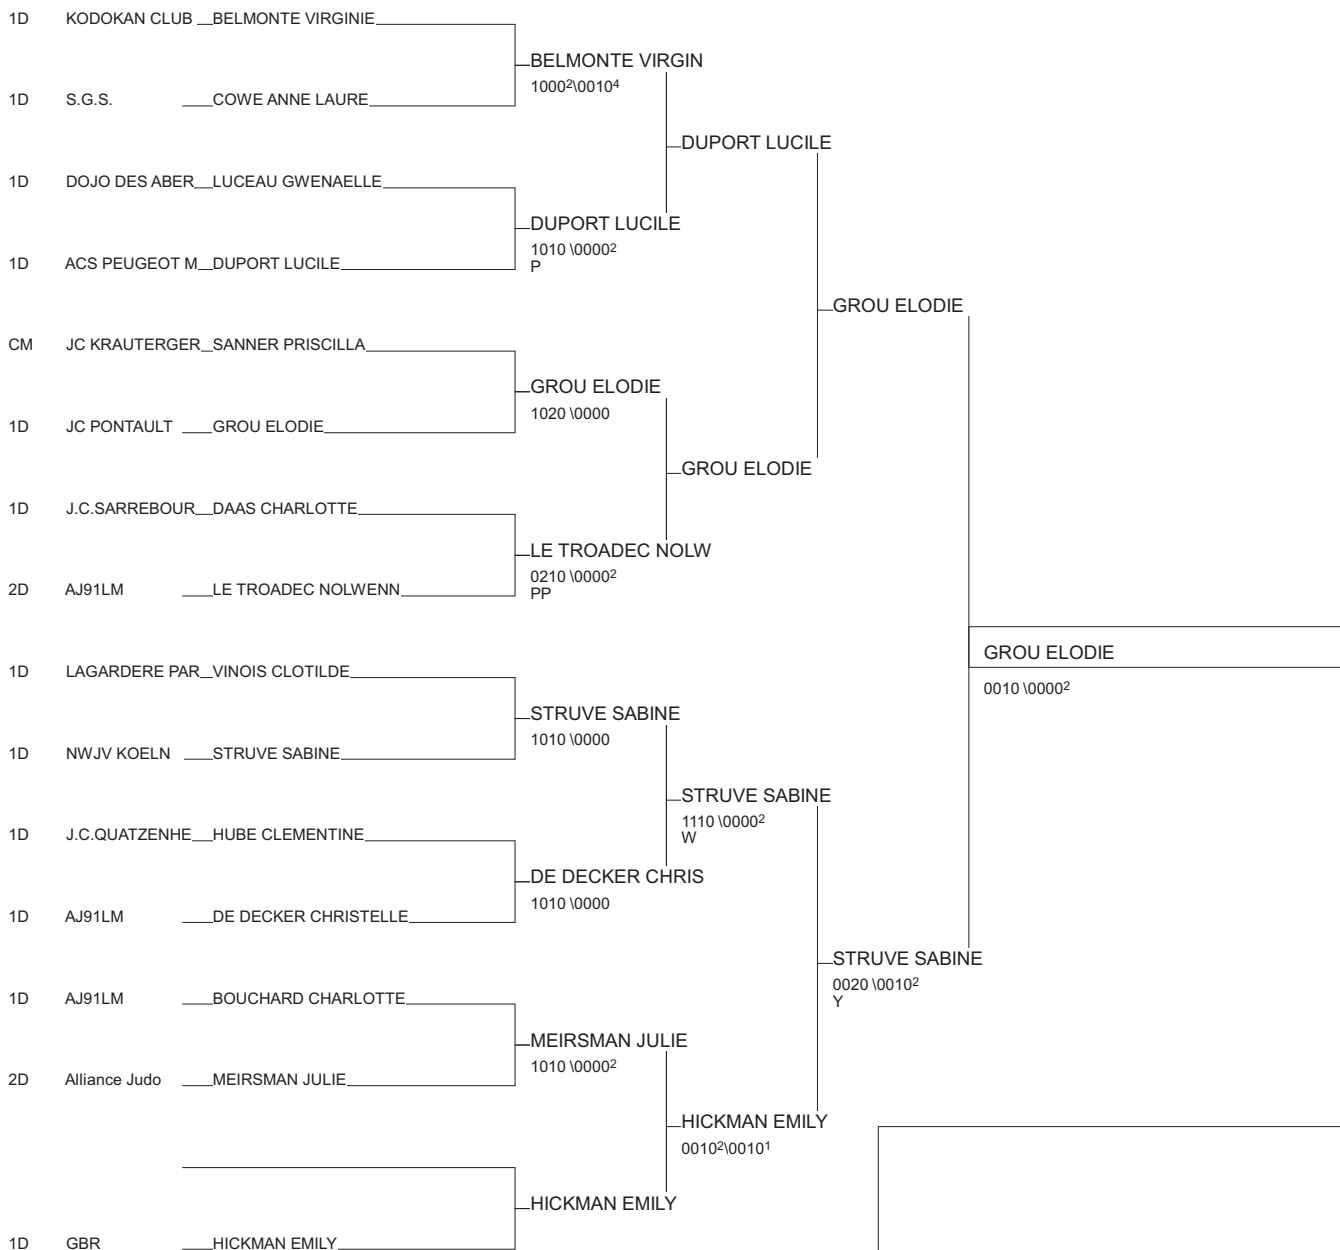 1D KODOKAN CLUB BELMONTE VIRGINIE
BELMONTE VIRGIN
1000²\0010⁴
1D S.G.S. COWE ANNE LAURE
DUPORT LUCILE
1D DOJO DES ABER LUCEAU GWENAELLE
DUPORT LUCILE
1010 \0000²
P
1D ACS PEUGEOT M DUPORT LUCILE
GROU ELODIE
CM JC KRAUTERGER SANNER PRISCILLA
GROU ELODIE
1020 \0000
1D JC PONTAULT GROU ELODIE
GROU ELODIE
1D J.C.SARREBOUR DAAS CHARLOTTE
LE TROADEC NOLW
0210 \0000²
PP
2D AJ91LM LE TROADEC NOLWENN
GROU ELODIE
0010 \0000²
1D LAGARDERE PAR VINOIS CLOTILDE
STRUVE SABINE
1010 \0000
1D NWJV KOELN STRUVE SABINE
STRUVE SABINE
1110 \0000²
W
1D J.C.QUATZENHE HUBE CLEMENTINE
DE DECKER CHRIS
1010 \0000
1D AJ91LM DE DECKER CHRISTELLE
STRUVE SABINE
0020 \0010²
Y
1D AJ91LM BOUCHARD CHARLOTTE
MEIRSMAN JULIE
1010 \0000²
2D Alliance Judo MEIRSMAN JULIE
HICKMAN EMILY
0010²\0010¹
HICKMAN EMILY
1D GBR HICKMAN EMILY